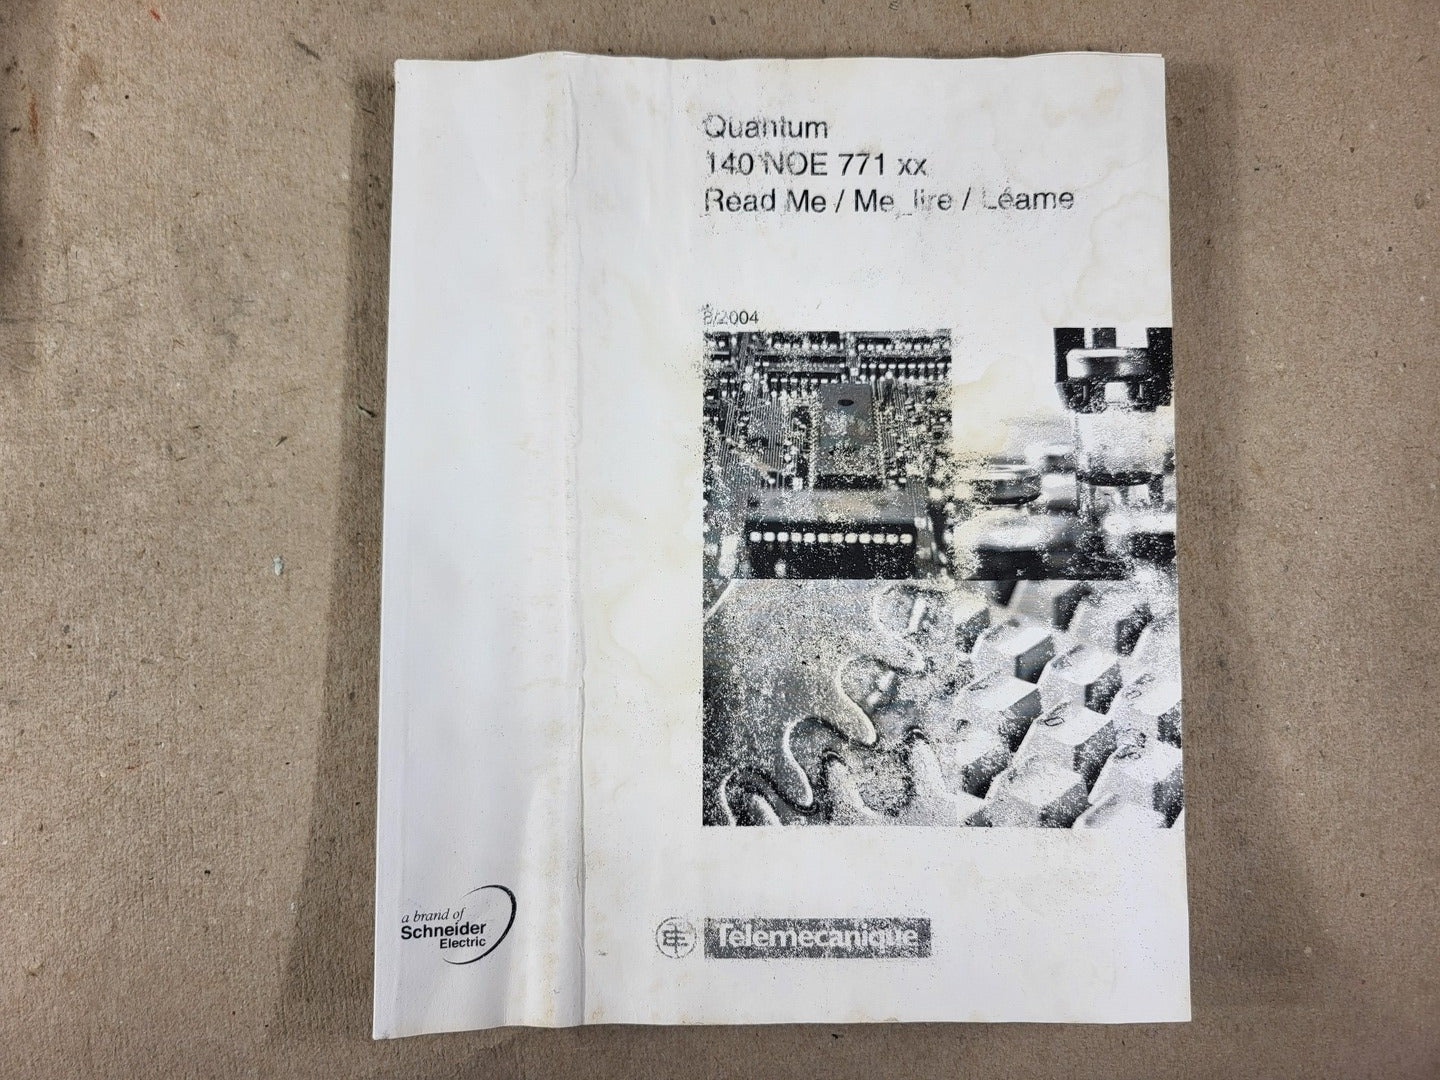 Quantum
140 NOE 771 xx
Read Me / Me_lire / Léame
8/2004
a brand of
Schneider
Electric
Telemecanique